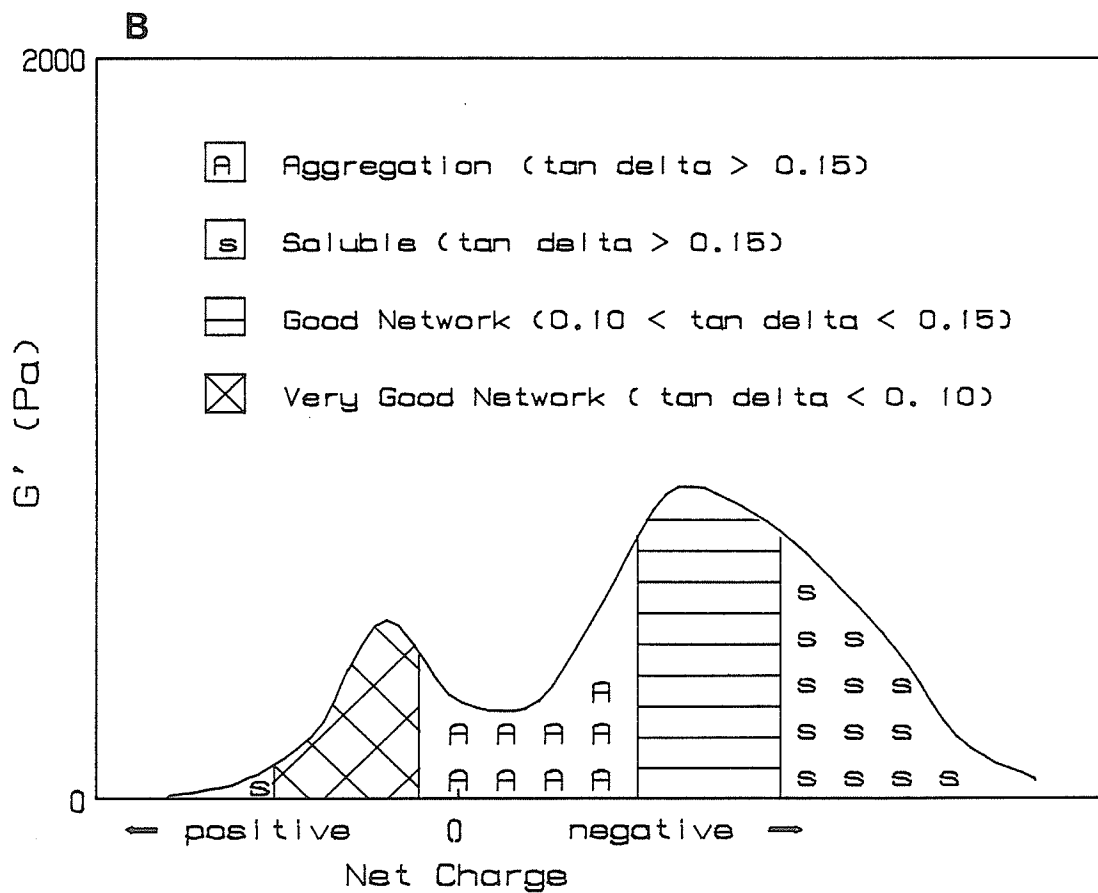 B
2000
A Aggregation (tan delta > 0.15)
s Soluble (tan delta > 0.15)
Good Network (0.10 < tan delta < 0.15)
Very Good Network ( tan delta < 0.10)
G' (Pa)
A
A A A A
A A A A
s
s
s s
s s s
s s s
s s s s
0
← positive 0 negative →
Net Charge